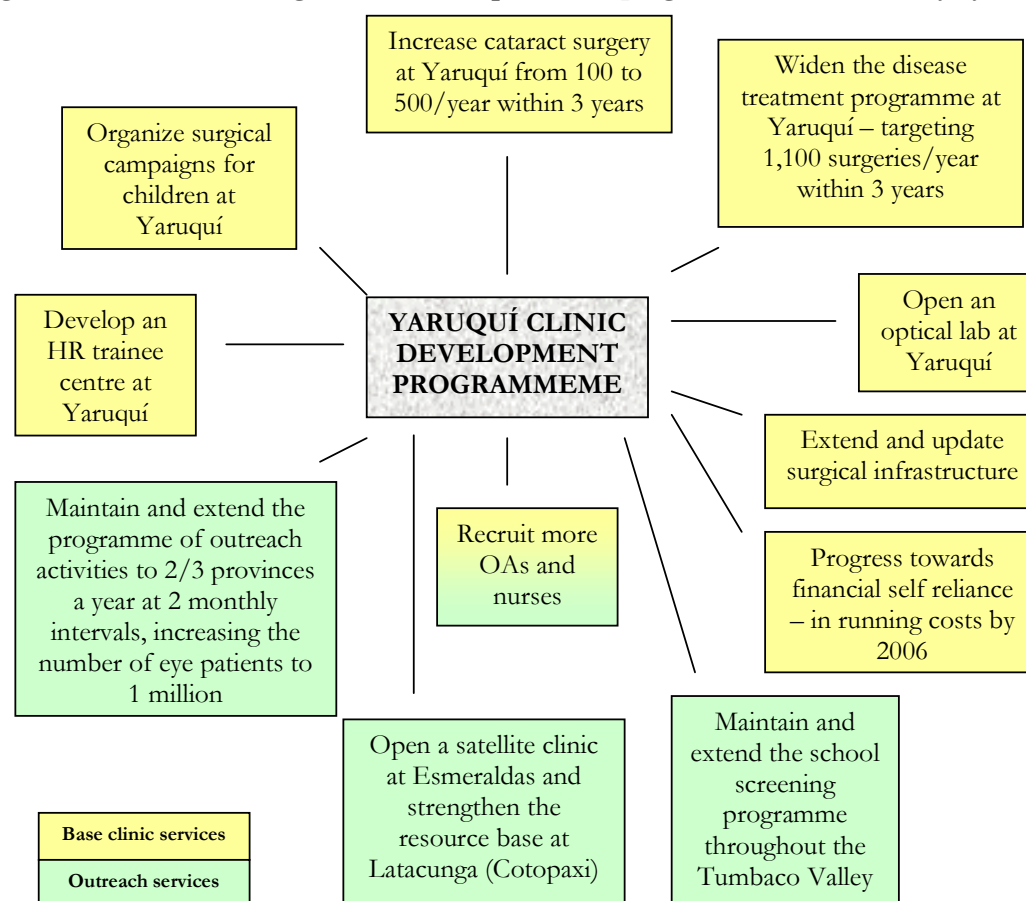 Increase cataract surgery
at Yaruquí from 100 to
500/year within 3 years
Widen the disease
treatment programme at
Yaruquí – targeting
1,100 surgeries/year
within 3 years
Organize surgical
campaigns for
children at
Yaruquí
Develop an
HR trainee
centre at
Yaruquí
YARUQUÍ CLINIC
DEVELOPMENT
PROGRAMMEME
Open an
optical lab at
Yaruquí
Extend and update
surgical infrastructure
Progress towards
financial self reliance
– in running costs by
2006
Maintain and extend the
programme of outreach
activities to 2/3 provinces
a year at 2 monthly
intervals, increasing the
number of eye patients to
1 million
Recruit more
OAs and
nurses
Open a satellite clinic
at Esmeraldas and
strengthen the
resource base at
Latacunga (Cotopaxi)
Maintain and
extend the school
screening
programme
throughout the
Tumbaco Valley
Base clinic services
Outreach services